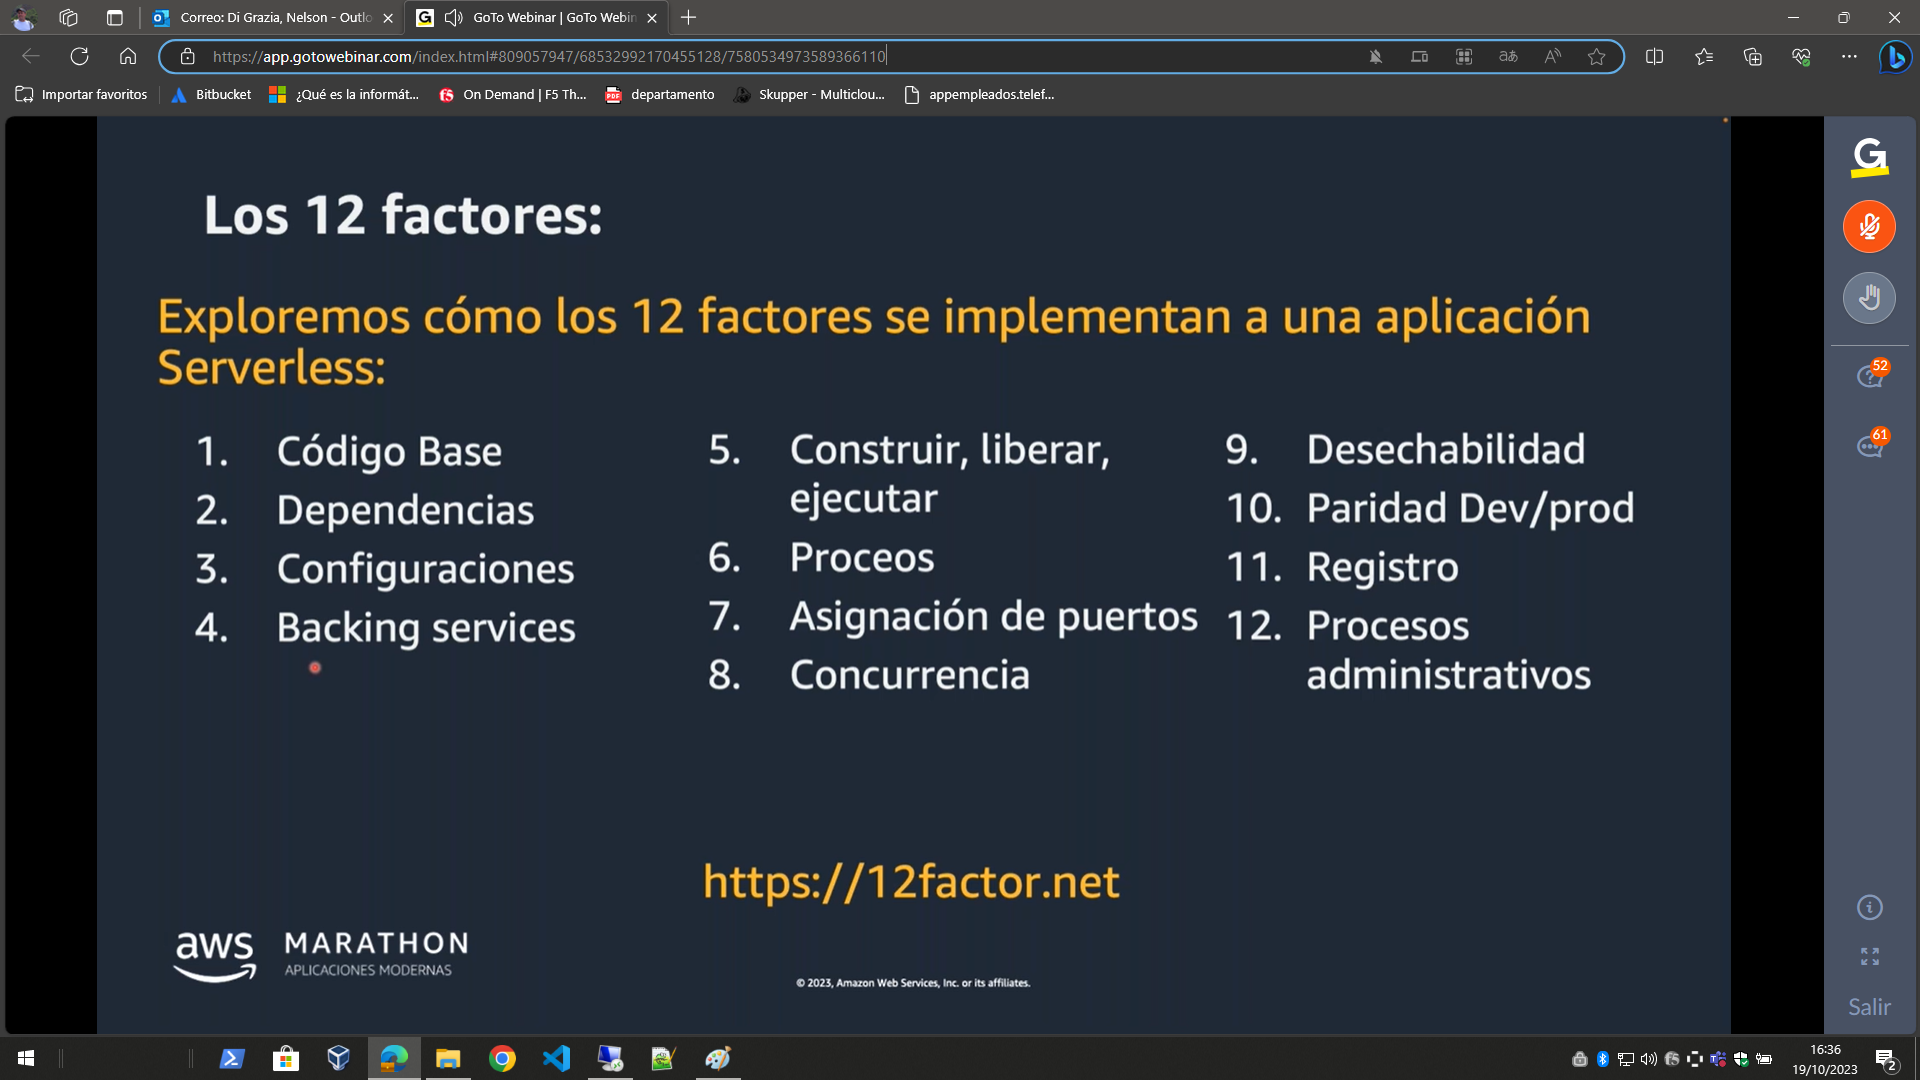 Correo: Di Grazia, Nelson - Outlo
GoTo Webinar | GoTo Webin
https://app.gotowebinar.com/index.html#809057947/68532992170455128/7580534973589366110
Importar favoritos
Bitbucket
¿Qué es la informát...
On Demand | F5 Th...
departamento
Skupper - Multiclou...
appempleados.telef...
Los 12 factores:
Exploremos cómo los 12 factores se implementan a una aplicación
Serverless:
1. Código Base
2. Dependencias
3. Configuraciones
4. Backing services
5. Construir, liberar,
ejecutar
6. Proceos
7. Asignación de puertos
8. Concurrencia
9. Desechabilidad
10. Paridad Dev/prod
11. Registro
12. Procesos
administrativos
https://12factor.net
aws
MARATHON
APLICACIONES MODERNAS
© 2023, Amazon Web Services, Inc. or its affiliates.
G
52
61
Salir
16:36
19/10/2023
2